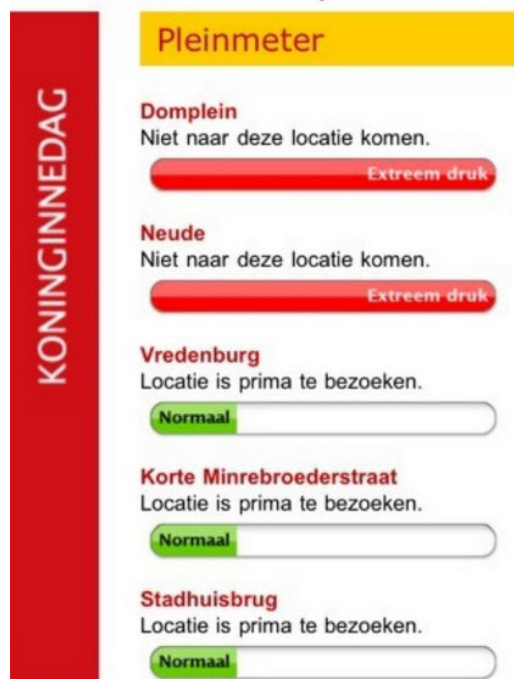 KONINGINNEDAG
Pleinmeter
Domplein
Niet naar deze locatie komen.
Extreem druk
Neude
Niet naar deze locatie komen.
Extreem druk
Vredenburg
Locatie is prima te bezoeken.
Normaal
Korte Minrebroederstraat
Locatie is prima te bezoeken.
Normaal
Stadhuisbrug
Locatie is prima te bezoeken.
Normaal